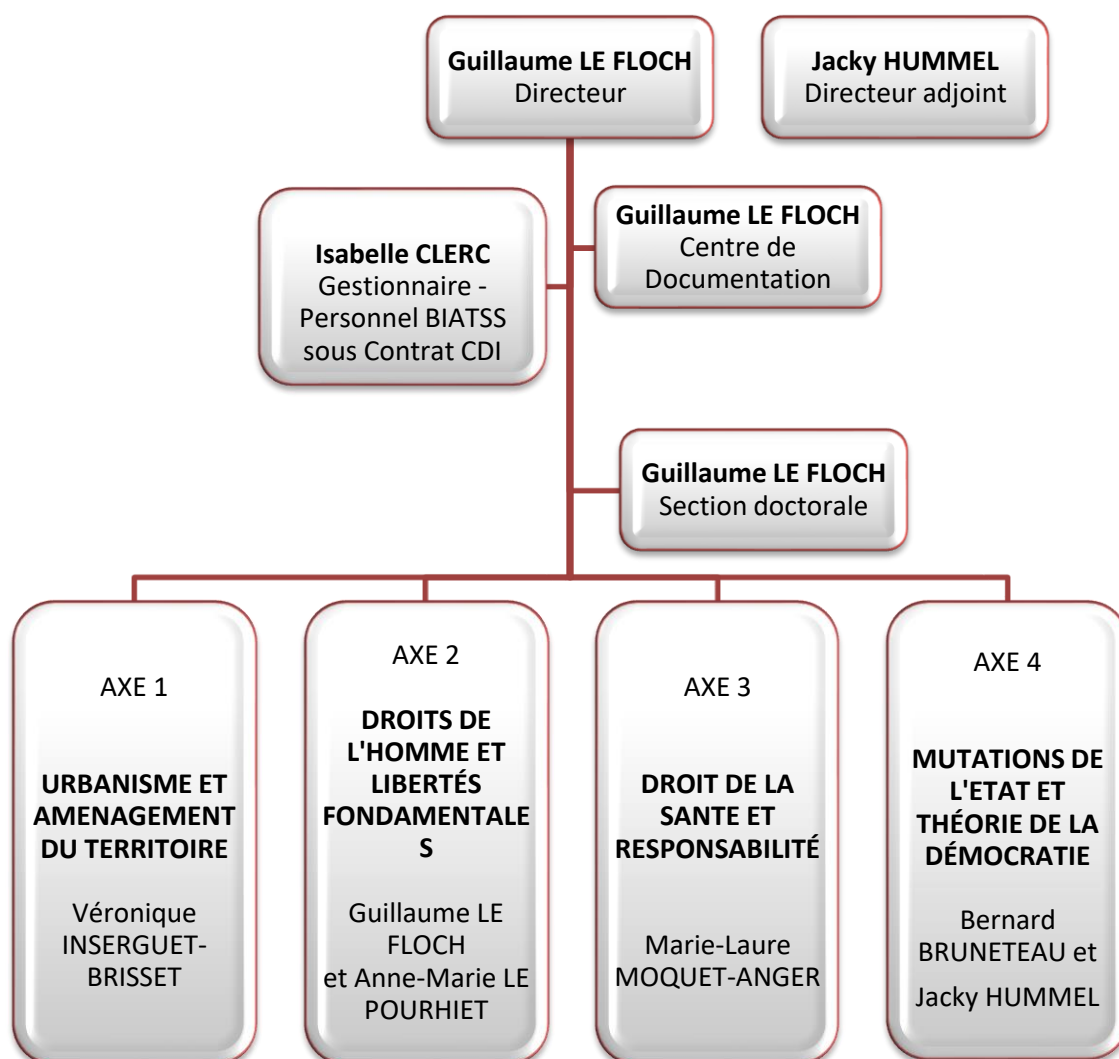 Guillaume LE FLOCH
Directeur
Jacky HUMMEL
Directeur adjoint
Isabelle CLERC
Gestionnaire -
Personnel BIATSS
sous Contrat CDI
Guillaume LE FLOCH
Centre de
Documentation
Guillaume LE FLOCH
Section doctorale
AXE 1
URBANISME ET
AMENAGEMENT
DU TERRITOIRE
Véronique
INSERGUET-
BRISSET
AXE 2
DROITS DE
L'HOMME ET
LIBERTÉS
FONDAMENTALE
S
Guillaume LE
FLOCH
et Anne-Marie LE
POURHIET
AXE 3
DROIT DE LA
SANTE ET
RESPONSABILITÉ
Marie-Laure
MOQUET-ANGER
AXE 4
MUTATIONS DE
L'ETAT ET
THÉORIE DE LA
DÉMOCRATIE
Bernard
BRUNETEAU et
Jacky HUMMEL